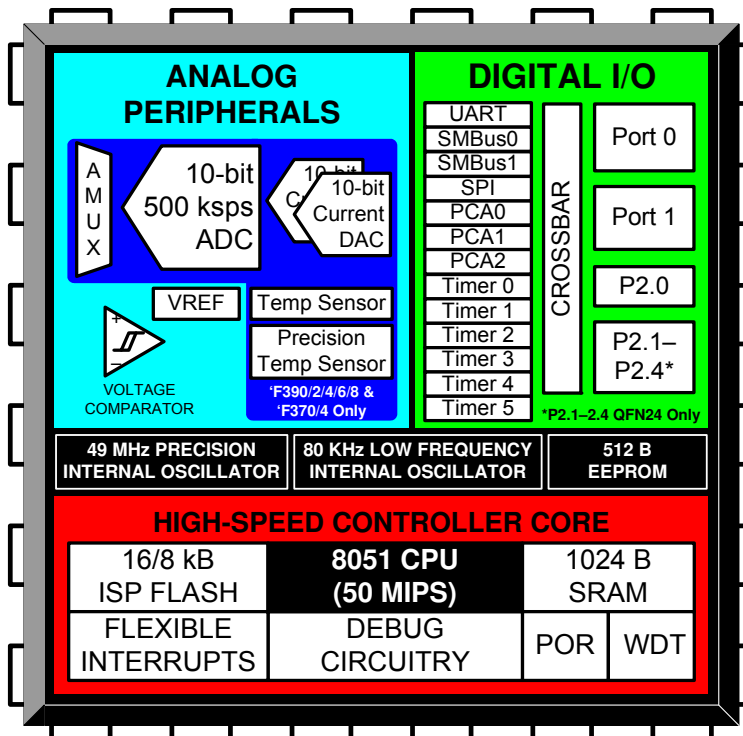 ANALOG
PERIPHERALS
A
M
U
X
10-bit
500 ksps
ADC
10-bit
10-bit
Current
DAC
VREF
Temp Sensor
Precision
Temp Sensor
+
–
VOLTAGE
COMPARATOR
‘F390/2/4/6/8 &
‘F370/4 Only
DIGITAL I/O
UART
SMBus0
SMBus1
SPI
PCA0
PCA1
PCA2
Timer 0
Timer 1
Timer 2
Timer 3
Timer 4
Timer 5
CROSSBAR
Port 0
Port 1
P2.0
P2.1–
P2.4*
*P2.1–2.4 QFN24 Only
49 MHz PRECISION
INTERNAL OSCILLATOR
80 KHz LOW FREQUENCY
INTERNAL OSCILLATOR
512 B
EEPROM
HIGH-SPEED CONTROLLER CORE
16/8 kB
ISP FLASH
8051 CPU
(50 MIPS)
1024 B
SRAM
FLEXIBLE
INTERRUPTS
DEBUG
CIRCUITRY
POR
WDT